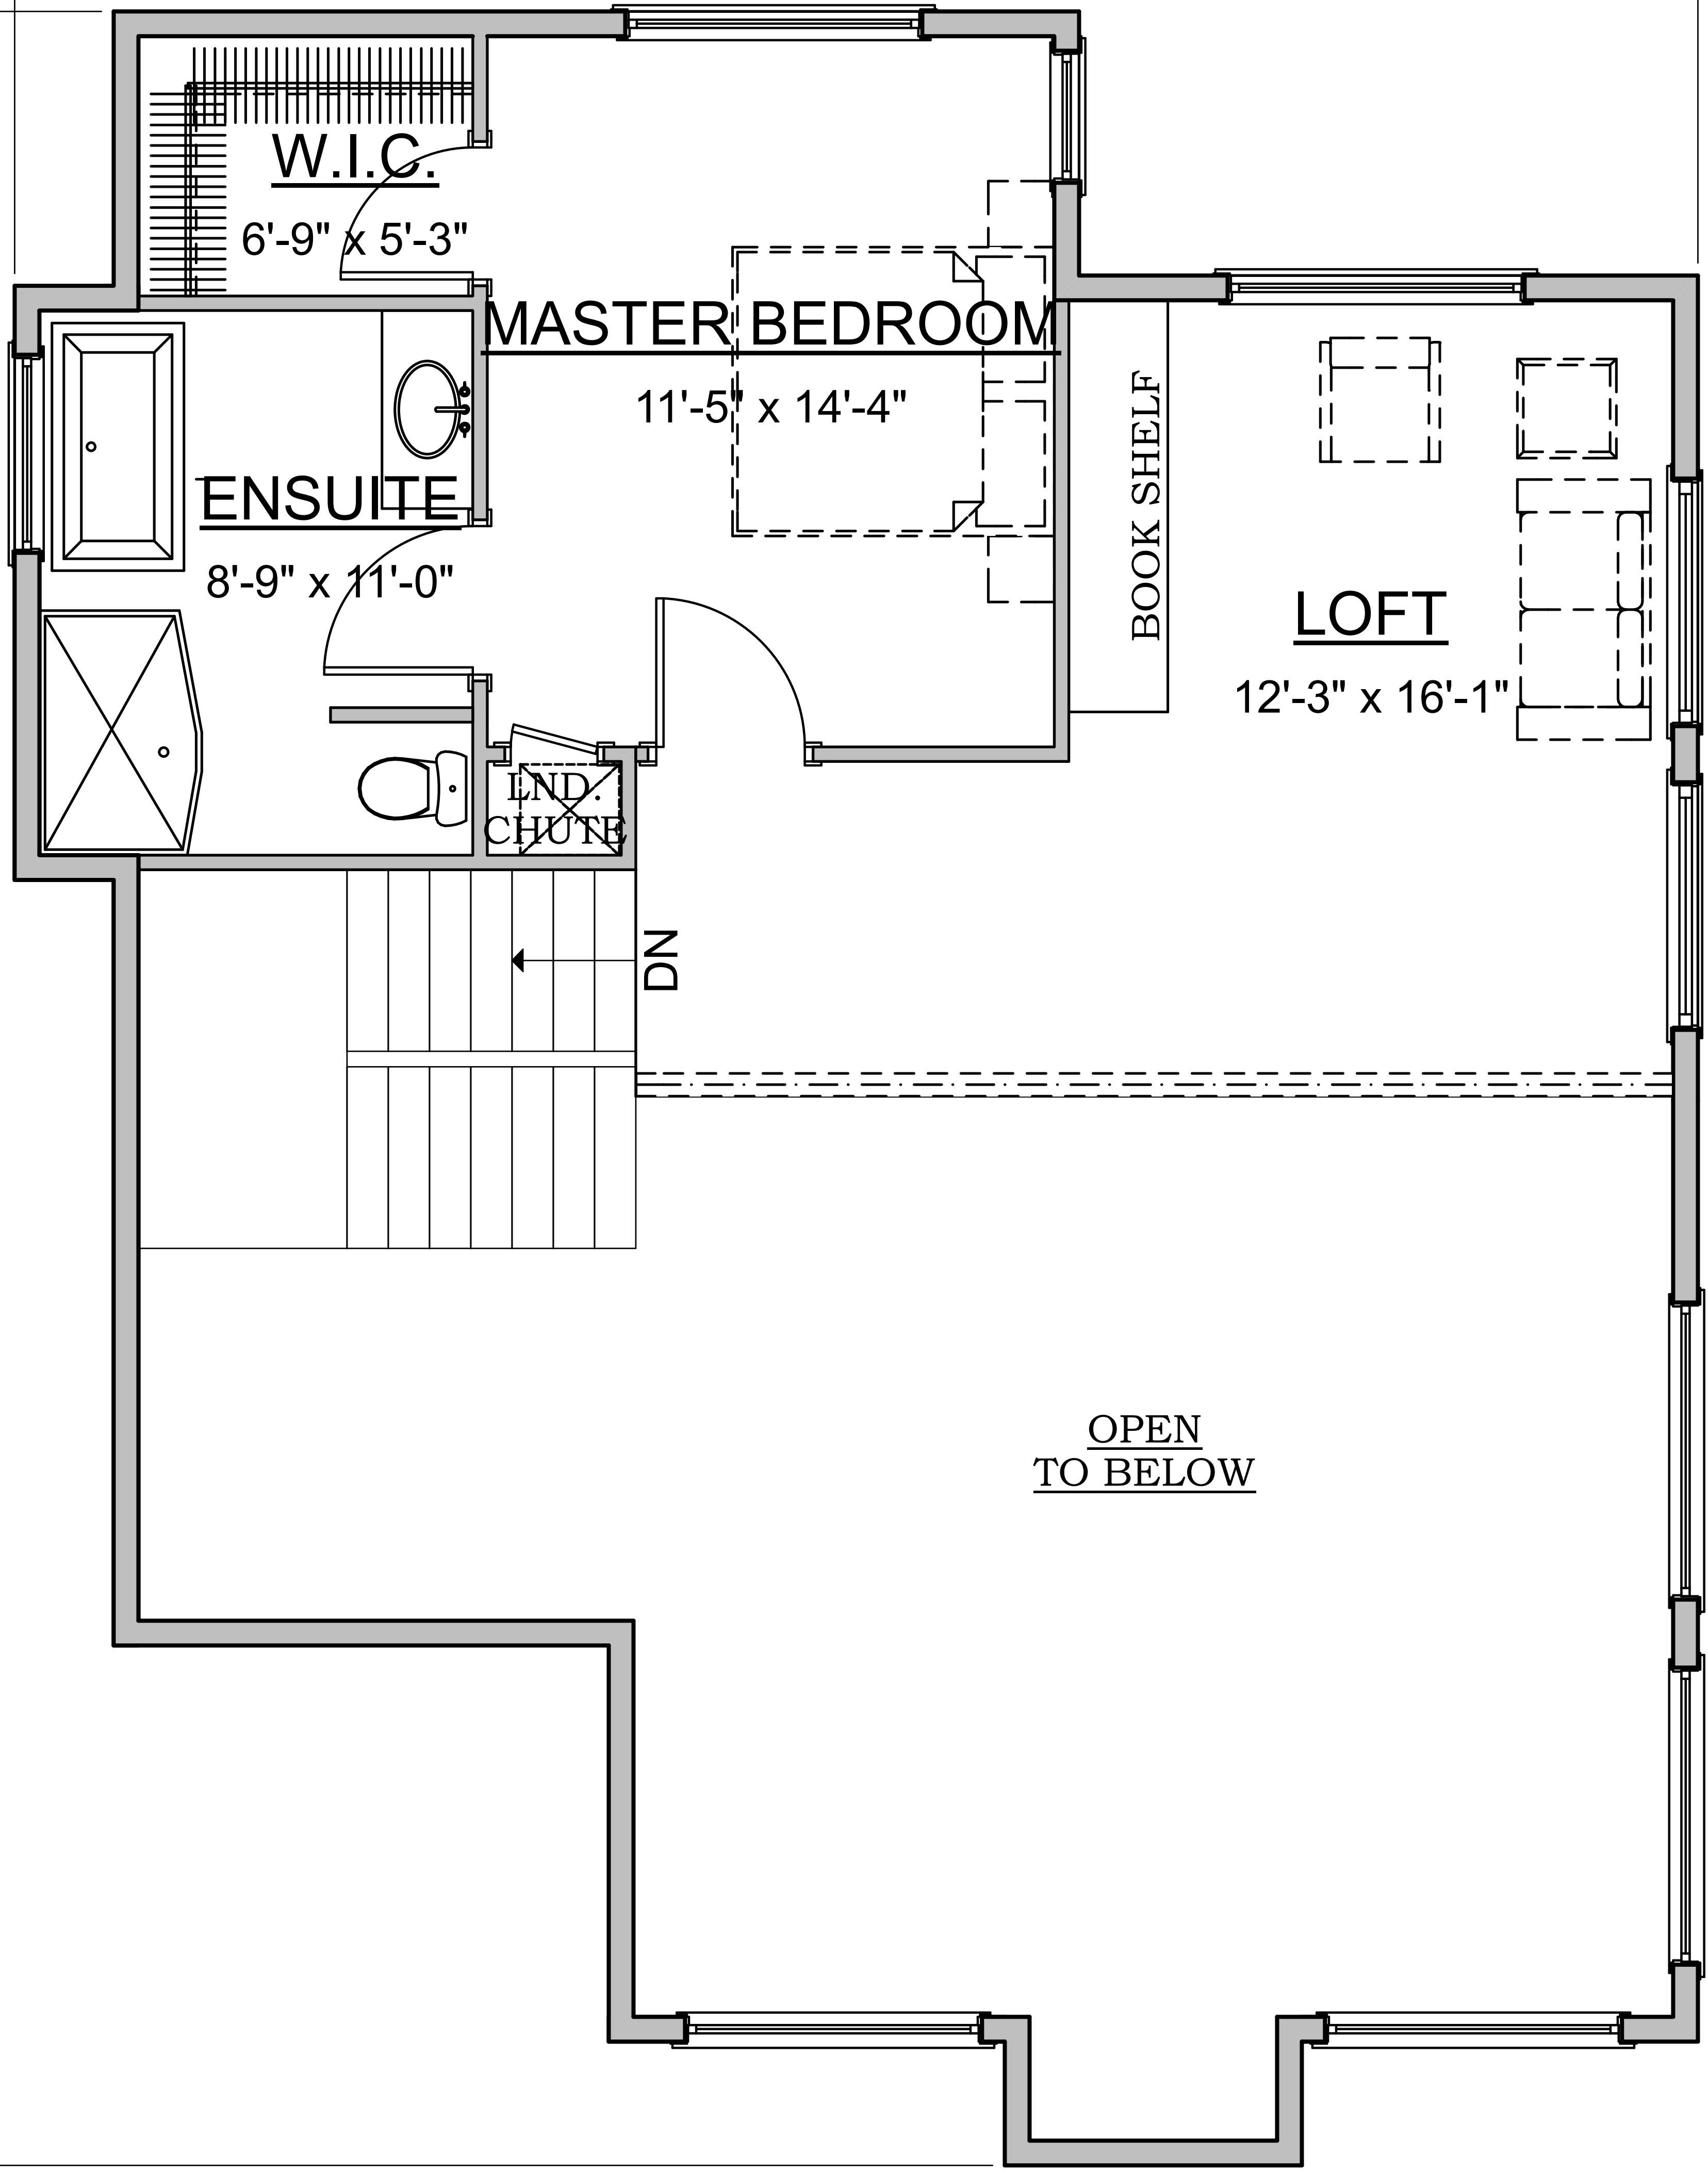 W.I.C.
6'-9" x 5'-3"
MASTER BEDROOM
11'-5" x 14'-4"
ENSUITE
8'-9" x 11'-0"
BOOK SHELF
LOFT
12'-3" x 16'-1"
LND.
CHUTE
DN
OPEN
TO BELOW